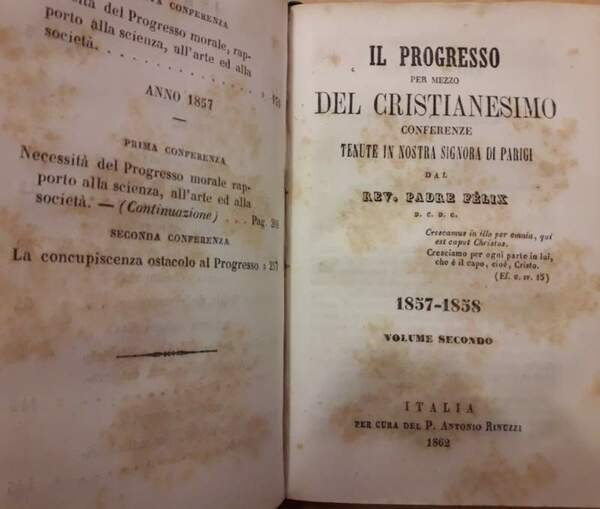 QUINTA CONFERENZA
Necessità del Progresso morale, rap-
porto alla scienza, all'arte ed alla
società. . . . . . . . . . . . »
ANNO 1857
PRIMA CONFERENZA
Necessità del Progresso morale rap-
porto alla scienza, all'arte ed alla
società. — (Continuazione) . . . Pag.
SECONDA CONFERENZA
La concupiscenza ostacolo al Progresso » 237
IL PROGRESSO
PER MEZZO
DEL CRISTIANESIMO
CONFERENZE
TENUTE IN NOSTRA SIGNORA DI PARIGI
DAL
REV. PADRE FÉLIX
D. C. D. G.
Crescamus in illo per omnia, qui
est caput Christus.
Cresciamo per ogni parte in lui,
che è il capo, cioè, Cristo.
(Ef. c. IV. 15)
1857-1858
VOLUME SECONDO
ITALIA
PER CURA DEL P. ANTONIO RINUZZI
1862